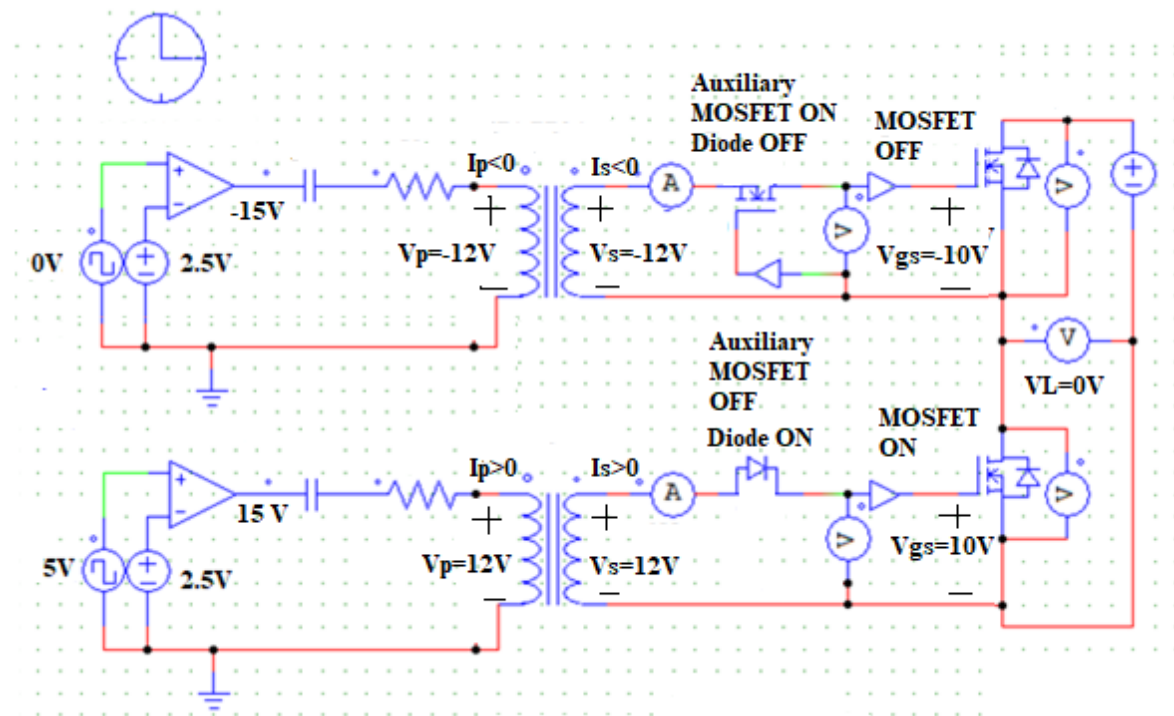 Auxiliary
MOSFET ON
Diode OFF
MOSFET
OFF
Ip<0
Is<0
A
V
-15V
0V
2.5V
Vp=-12V
Vs=-12V
V
Vgs=-10V
V
VL=0V
Auxiliary
MOSFET
OFF
Diode ON
MOSFET
ON
Ip>0
Is>0
A
V
15 V
5V
2.5V
Vp=12V
Vs=12V
V
Vgs=10V